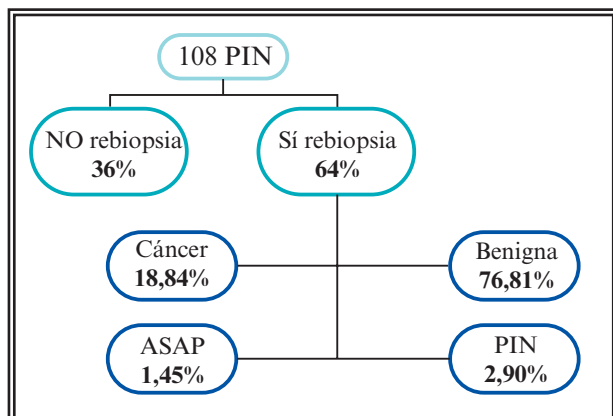 108 PIN
NO rebiopsia
36%
Sí rebiopsia
64%
Cáncer
18,84%
Benigna
76,81%
ASAP
1,45%
PIN
2,90%